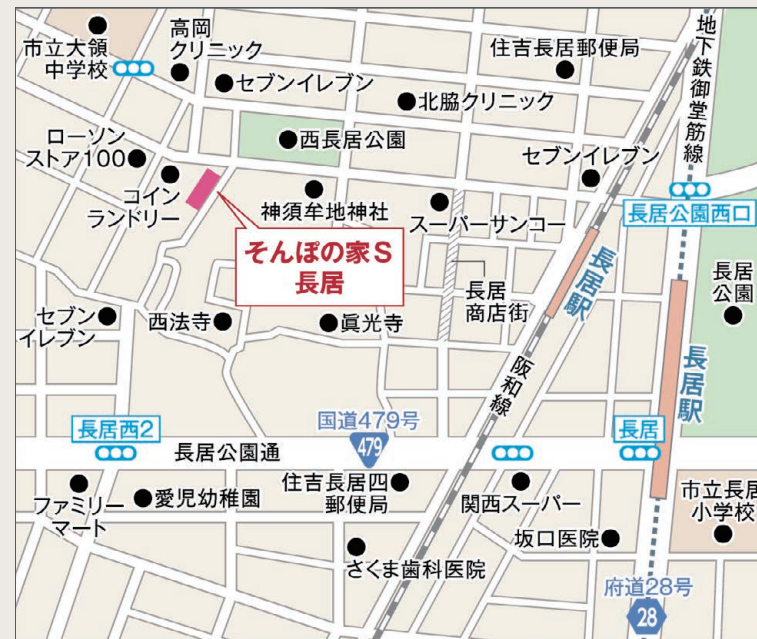 市立大領
中学校
高岡
クリニック
セブンイレブン
住吉長居郵便局
地下鉄御堂筋線
北脇クリニック
ローソン
ストア100
西長居公園
セブンイレブン
コイン
ランドリー
神須牟地神社
スーパーサンコー
長居公園西口
そんぽの家S
長居
長居
商店街
長居駅
長居
公園
セブン
イレブン
西法寺
眞光寺
阪和線
長居駅
長居西2
長居公園通
国道479号
479
長居
ファミリー
マート
愛児幼稚園
住吉長居四
郵便局
関西スーパー
市立長居
小学校
坂口医院
さくま歯科医院
府道28号
28